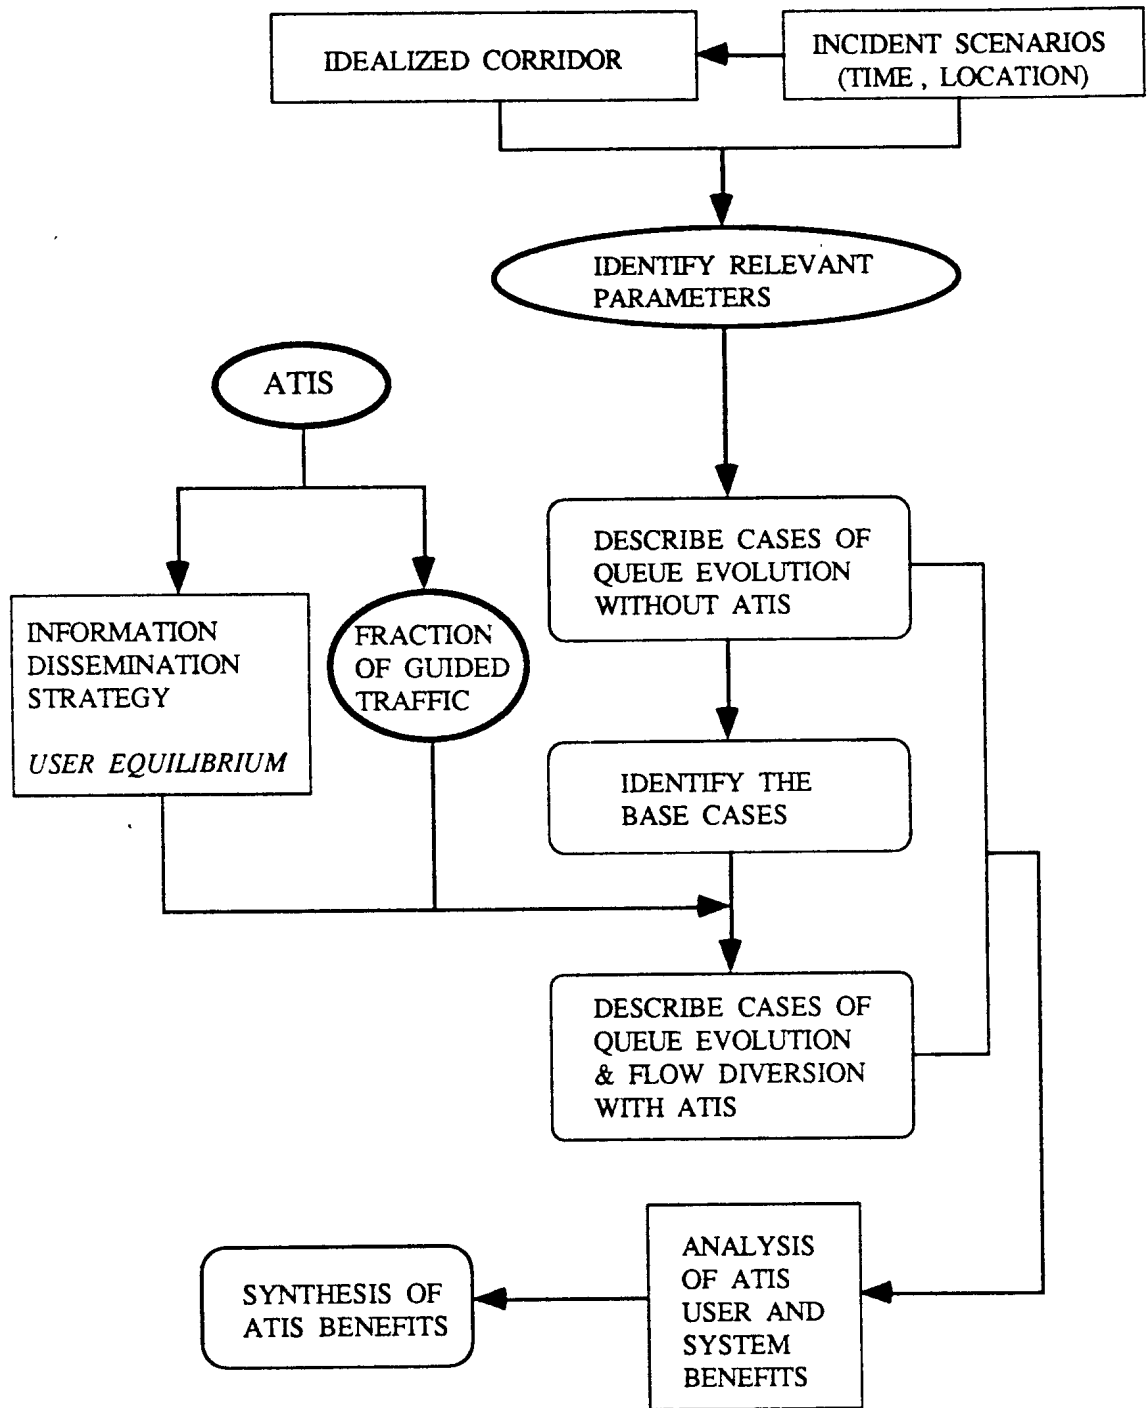 IDEALIZED CORRIDOR
INCIDENT SCENARIOS
(TIME , LOCATION)
IDENTIFY RELEVANT
PARAMETERS
ATIS
DESCRIBE CASES OF
QUEUE EVOLUTION
WITHOUT ATIS
INFORMATION
DISSEMINATION
STRATEGY
USER EQUILIBRIUM
FRACTION
OF GUIDED
TRAFFIC
IDENTIFY THE
BASE CASES
DESCRIBE CASES OF
QUEUE EVOLUTION
& FLOW DIVERSION
WITH ATIS
ANALYSIS
OF ATIS
USER AND
SYSTEM
BENEFITS
SYNTHESIS OF
ATIS BENEFITS